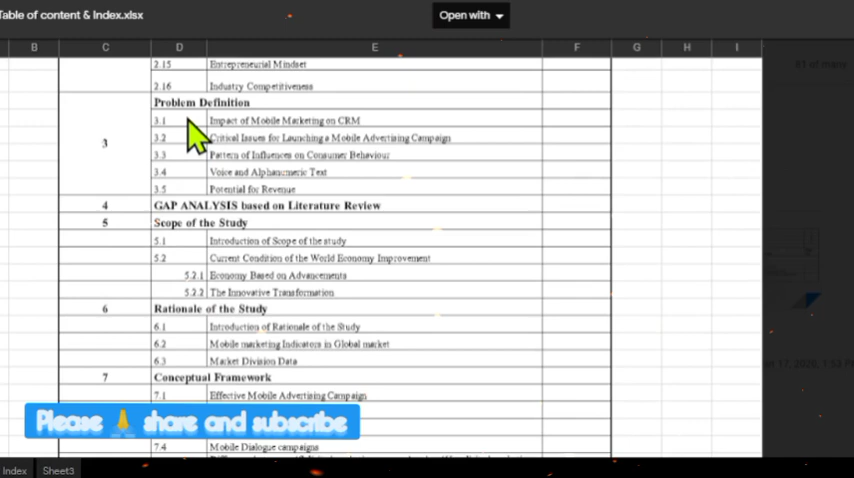 Table of content & Index.xlsx
Open with
B C D E F G H I
2.15 Entrepreneurial Mindset
2.16 Industry Competitiveness
3 Problem Definition
3.1 Impact of Mobile Marketing on CRM
3.2 Critical Issues for Launching a Mobile Advertising Campaign
3.3 Pattern of Influences on Consumer Behaviour
3.4 Voice and Alphanumeric Text
3.5 Potential for Revenue
4 GAP ANALYSIS based on Literature Review
5 Scope of the Study
5.1 Introduction of Scope of the study
5.2 Current Condition of the World Economy Improvement
5.2.1 Economy Based on Advancements
5.2.2 The Innovative Transformation
6 Rationale of the Study
6.1 Introduction of Rationale of the Study
6.2 Mobile marketing Indicators in Global market
6.3 Market Division Data
7 Conceptual Framework
7.1 Effective Mobile Advertising Campaign
Please 🙏 share and subscribe
7.4 Mobile Dialogue campaigns
Index Sheet3